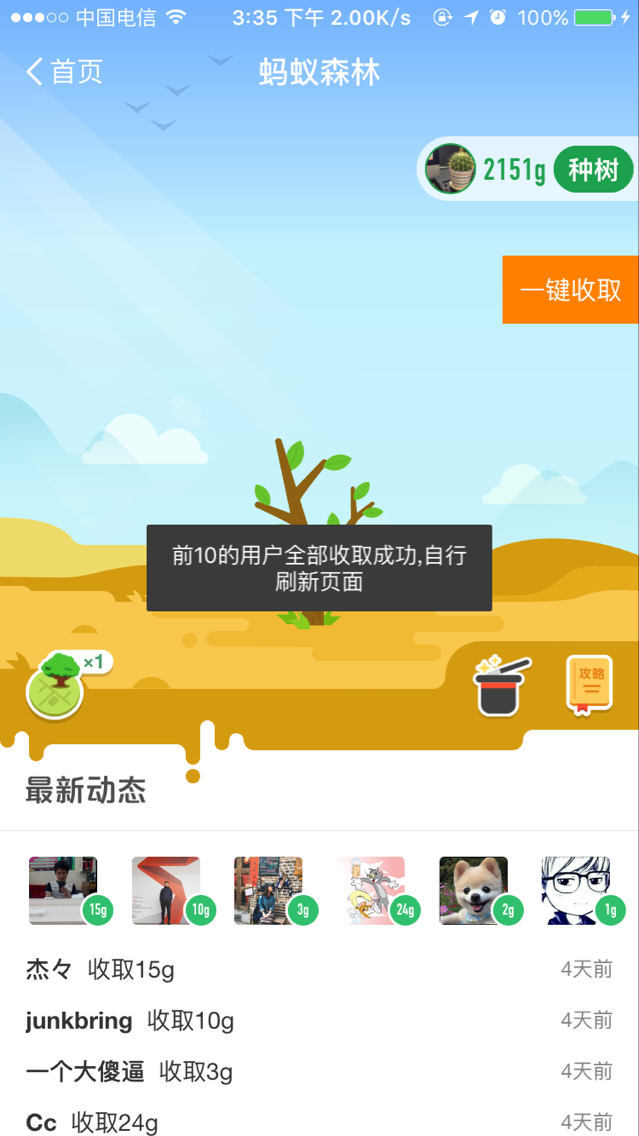 中国电信 3:35 下午 2.00K/s 100%
首页 蚂蚁森林
2151g 种树
一键收取
前10的用户全部收取成功,自行
刷新页面
×1
攻略
最新动态
15g 10g 3g 24g 2g 1g
杰々 收取15g 4天前
junkbring 收取10g 4天前
一个大傻逼 收取3g 4天前
Cc 收取24g 4天前